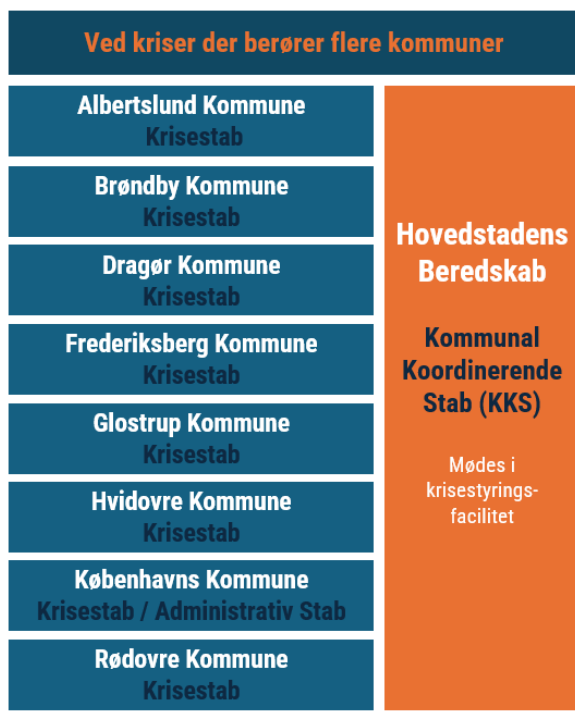 Ved kriser der berører flere kommuner
Albertslund Kommune
Krisestab
Brøndby Kommune
Krisestab
Dragør Kommune
Krisestab
Frederiksberg Kommune
Krisestab
Glostrup Kommune
Krisestab
Hvidovre Kommune
Krisestab
Københavns Kommune
Krisestab / Administrativ Stab
Rødovre Kommune
Krisestab
Hovedstadens
Beredskab
Kommunal
Koordinerende
Stab (KKS)
Mødes i
krisestyrings-
facilitet